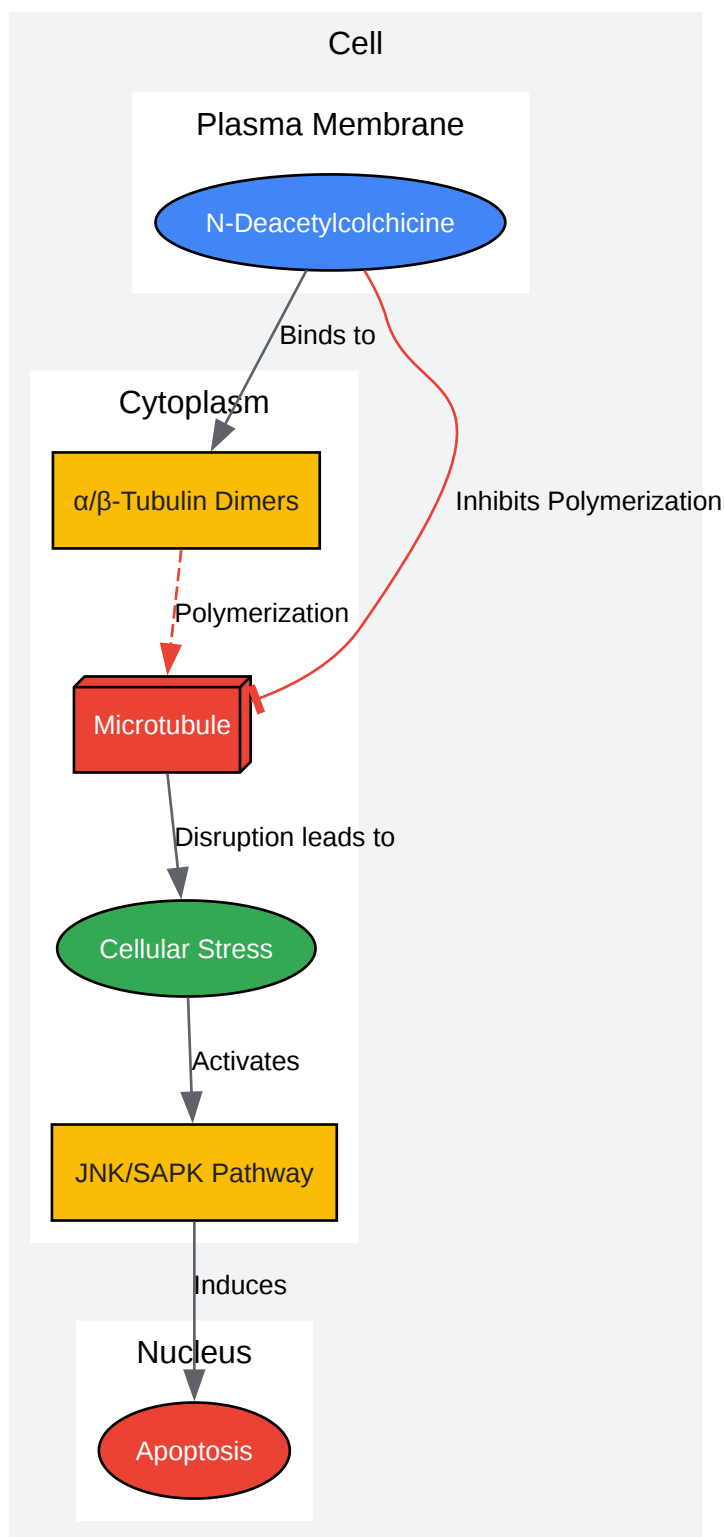 Cell
Plasma Membrane
N-Deacetylcolchicine
Binds to
Cytoplasm
α/β-Tubulin Dimers
Inhibits Polymerization
Polymerization
Microtubule
Disruption leads to
Cellular Stress
Activates
JNK/SAPK Pathway
Induces
Nucleus
Apoptosis